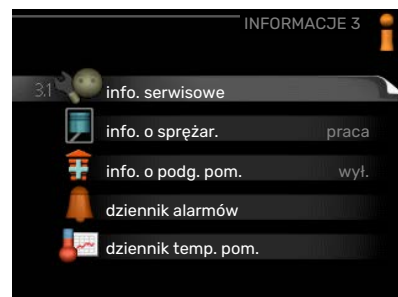 INFORMACJE 3
3.1 info. serwisowe
info. o sprężar. praca
info. o podg. pom. wył.
dziennik alarmów
dziennik temp. pom.